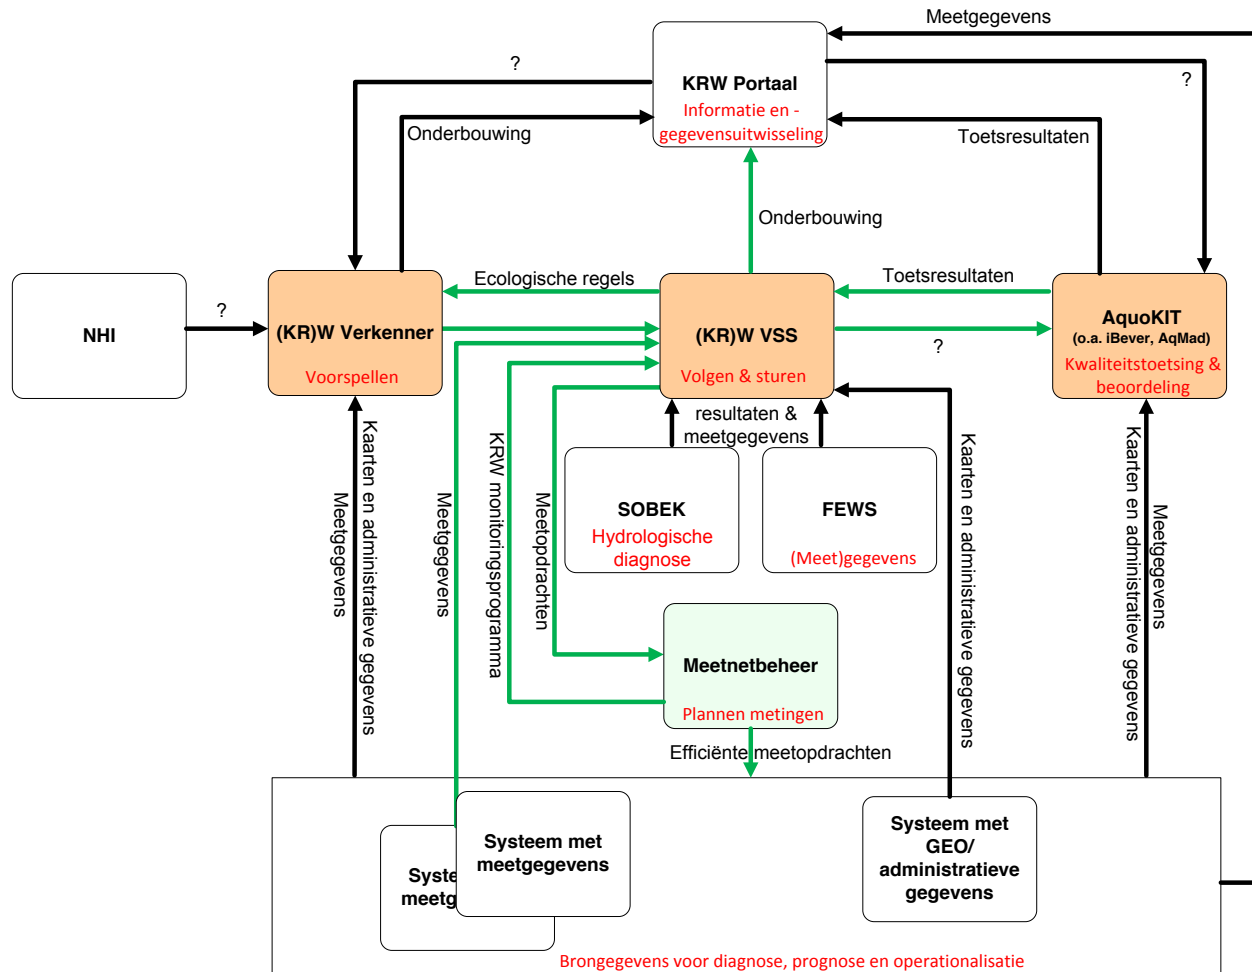 Meetgegevens
?
KRW Portaal
Informatie en -
gegevensuitwisseling
?
Onderbouwing
Toetsresultaten
Onderbouwing
NHI
?
(KR)W Verkenner
Voorspellen
Ecologische regels
(KR)W VSS
Volgen & sturen
Toetsresultaten
?
AquoKIT
(o.a. iBever, AqMad)
Kwaliteitstoetsing &
beoordeling
resultaten &
meetgegevens
SOBEK
Hydrologische
diagnose
FEWS
(Meet)gegevens
Kaarten en administratieve gegevens
Meetgegevens
Meetgegevens
KRW monitoringsprogramma
Meetopdrachten
Kaarten en administratieve gegevens
Meetgegevens
Kaarten en administratieve gegevens
Meetnetbeheer
Plannen metingen
Efficiënte meetopdrachten
Syste
meetg
Systeem met
meetgegevens
Systeem met
GEO/
administratieve
gegevens
Brongegevens voor diagnose, prognose en operationalisatie